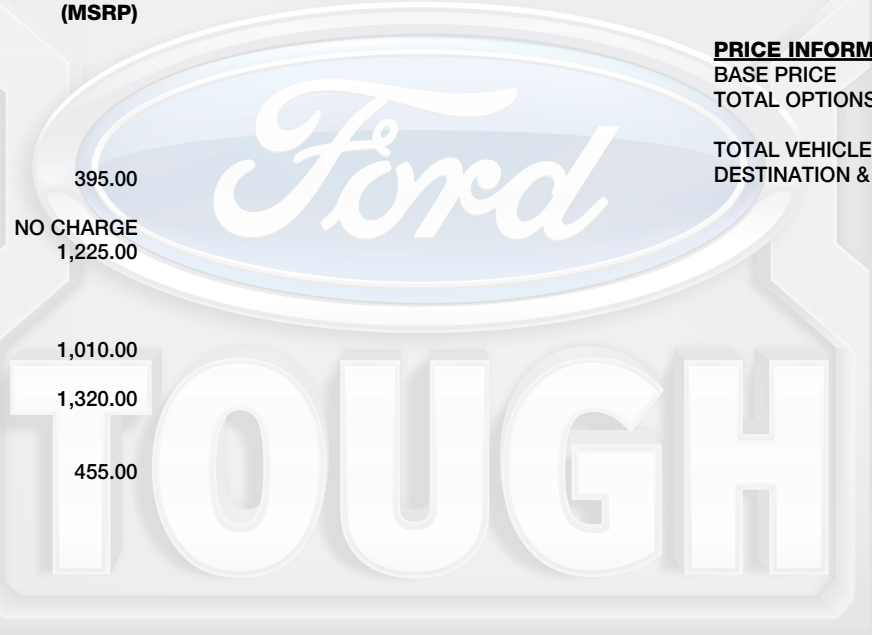 (MSRP)
395.00
NO CHARGE
1,225.00
1,010.00
1,320.00
455.00
PRICE INFORM
BASE PRICE
TOTAL OPTIONS
TOTAL VEHICLE
DESTINATION &
Ford
TOUGH